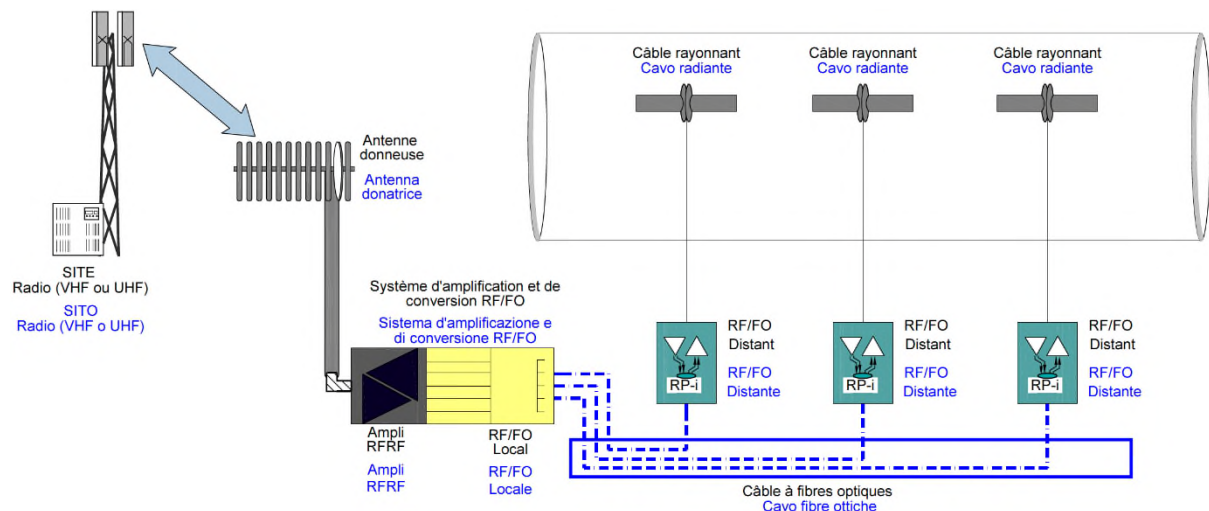 Câble rayonnant
Cavo radiante
Câble rayonnant
Cavo radiante
Câble rayonnant
Cavo radiante
Antenne
donneuse
Antenna
donatrice
SITE
Radio (VHF ou UHF)
SITO
Radio (VHF o UHF)
Système d'amplification et de
conversion RF/FO
Sistema d'amplificazione e
di conversione RF/FO
Ampli
RFRF
Ampli
RFRF
RF/FO
Local
RF/FO
Locale
RP-i
RF/FO
Distant
RF/FO
Distante
RP-i
RF/FO
Distant
RF/FO
Distante
RP-i
RF/FO
Distant
RF/FO
Distante
Câble à fibres optiques
Cavo fibre ottiche